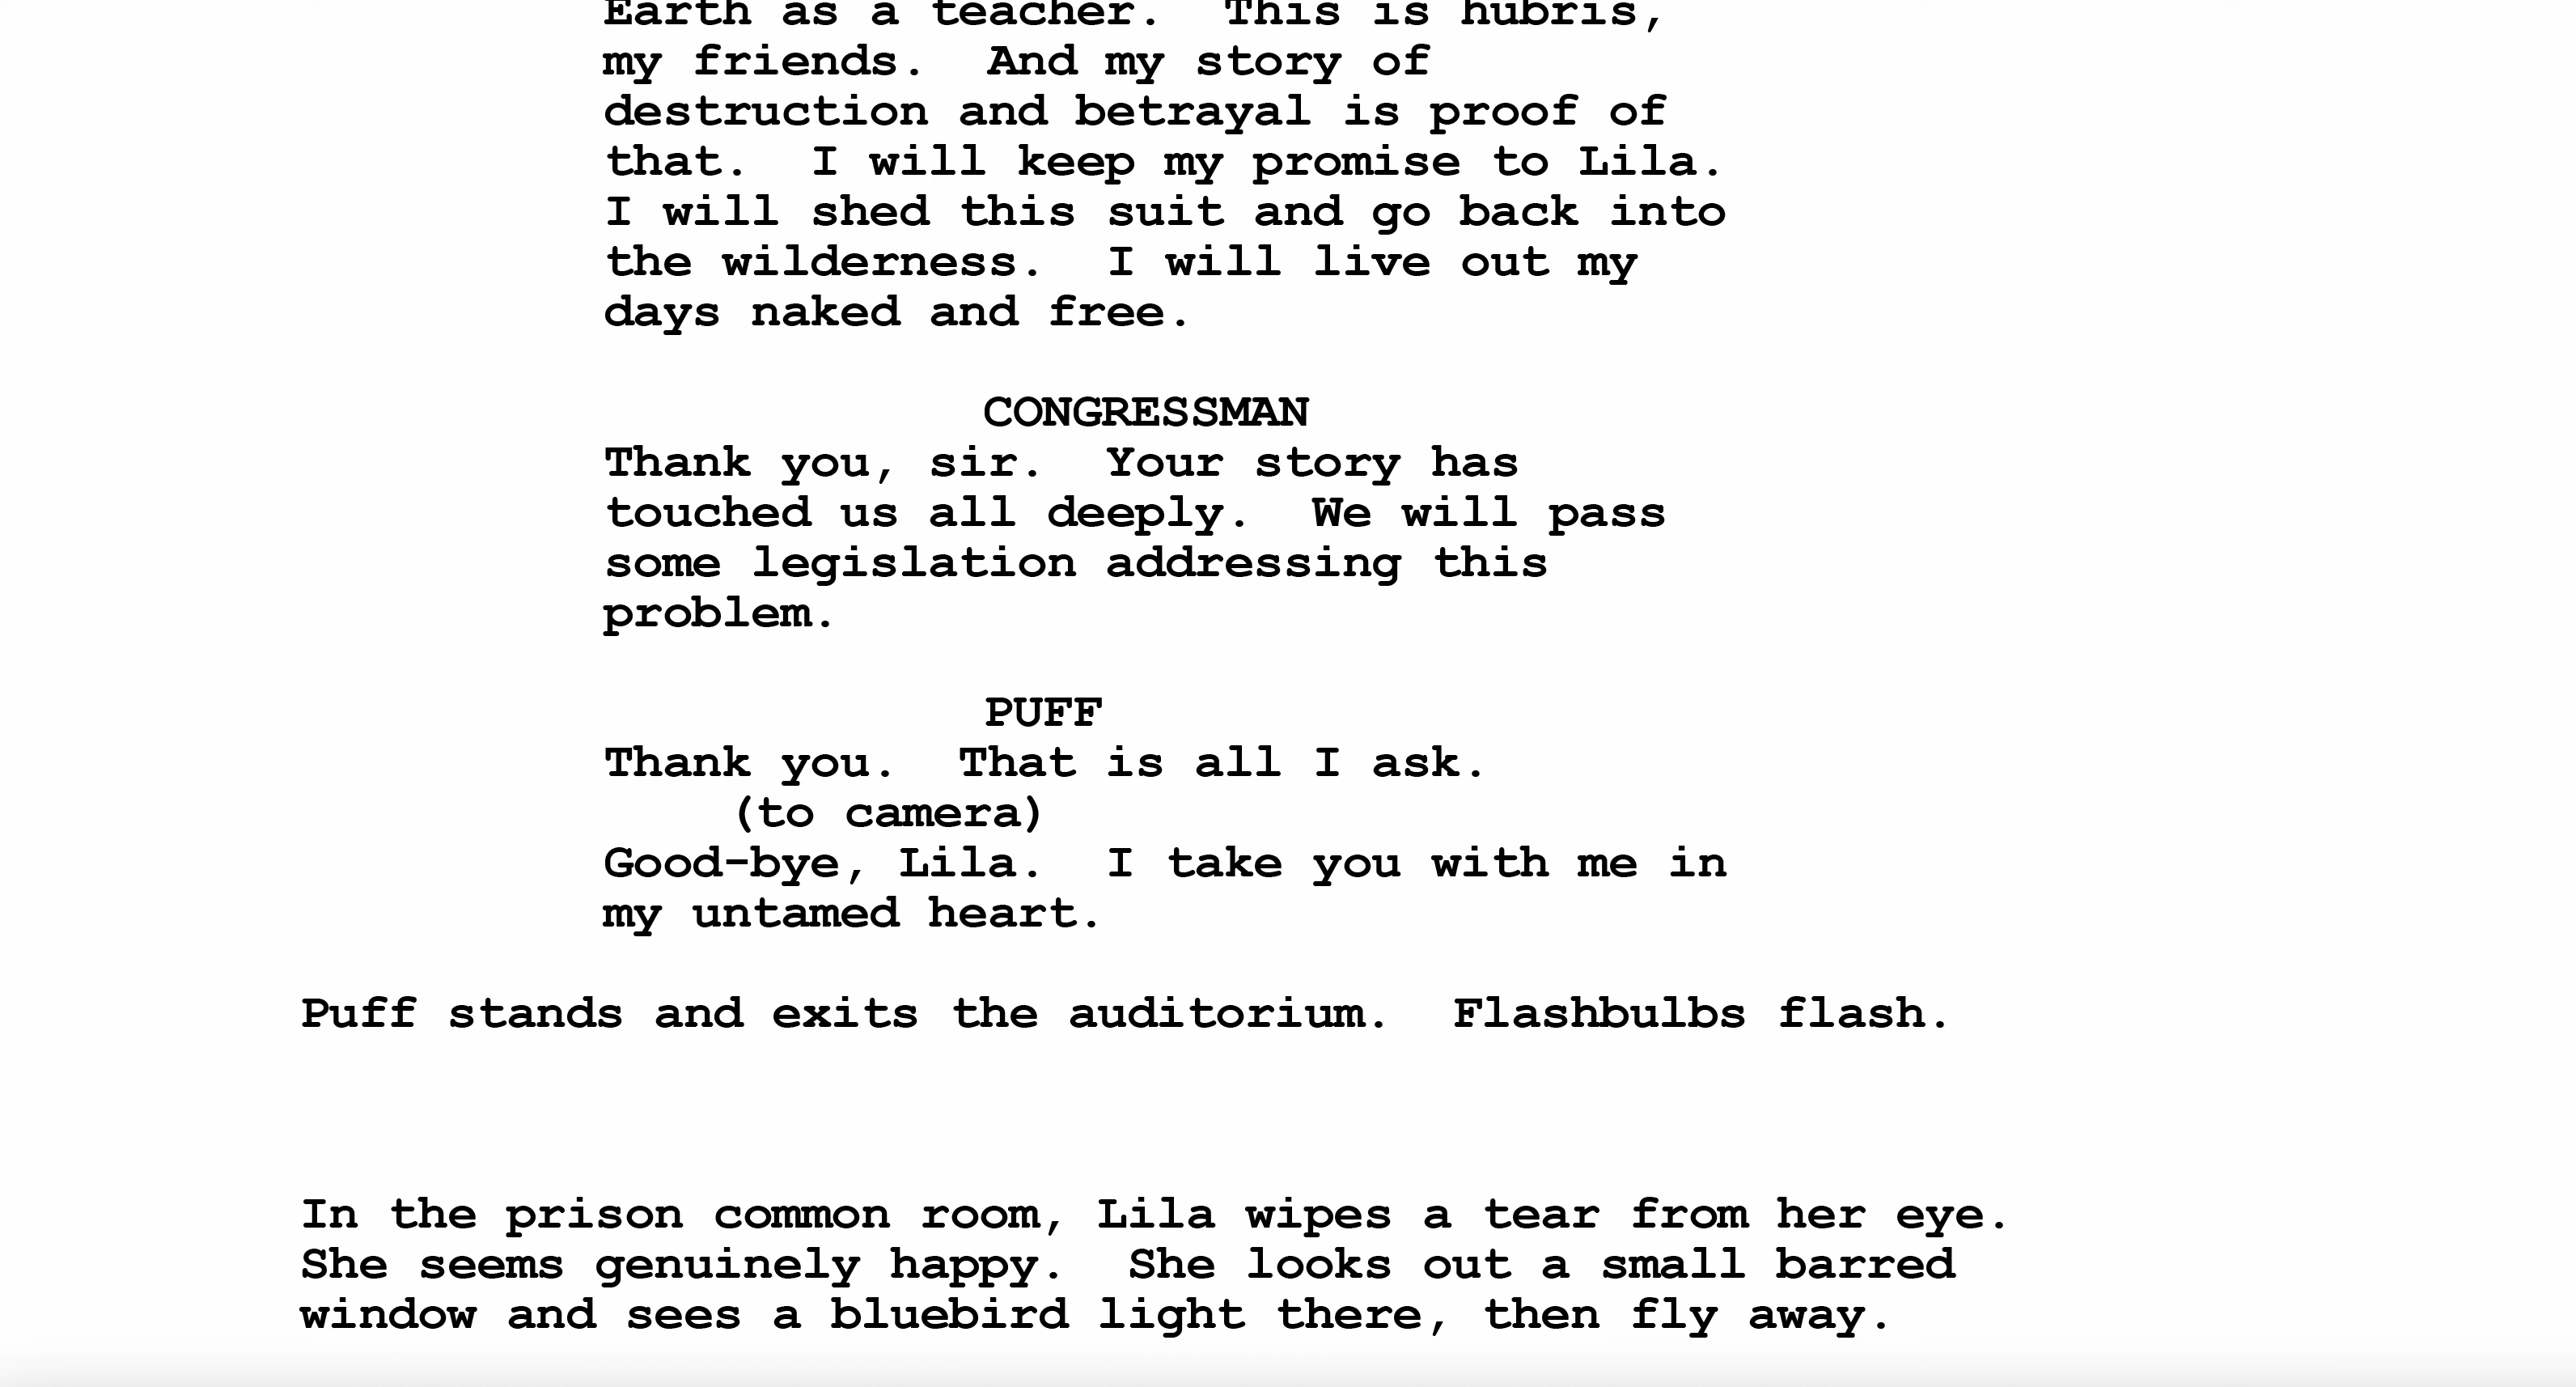 Earth as a teacher.  This is hubris,
my friends.  And my story of
destruction and betrayal is proof of
that.  I will keep my promise to Lila.
I will shed this suit and go back into
the wilderness.  I will live out my
days naked and free.
CONGRESSMAN
Thank you, sir.  Your story has
touched us all deeply.  We will pass
some legislation addressing this
problem.
PUFF
Thank you.  That is all I ask.
(to camera)
Good-bye, Lila.  I take you with me in
my untamed heart.
Puff stands and exits the auditorium.  Flashbulbs flash.
In the prison common room, Lila wipes a tear from her eye.
She seems genuinely happy.  She looks out a small barred
window and sees a bluebird light there, then fly away.